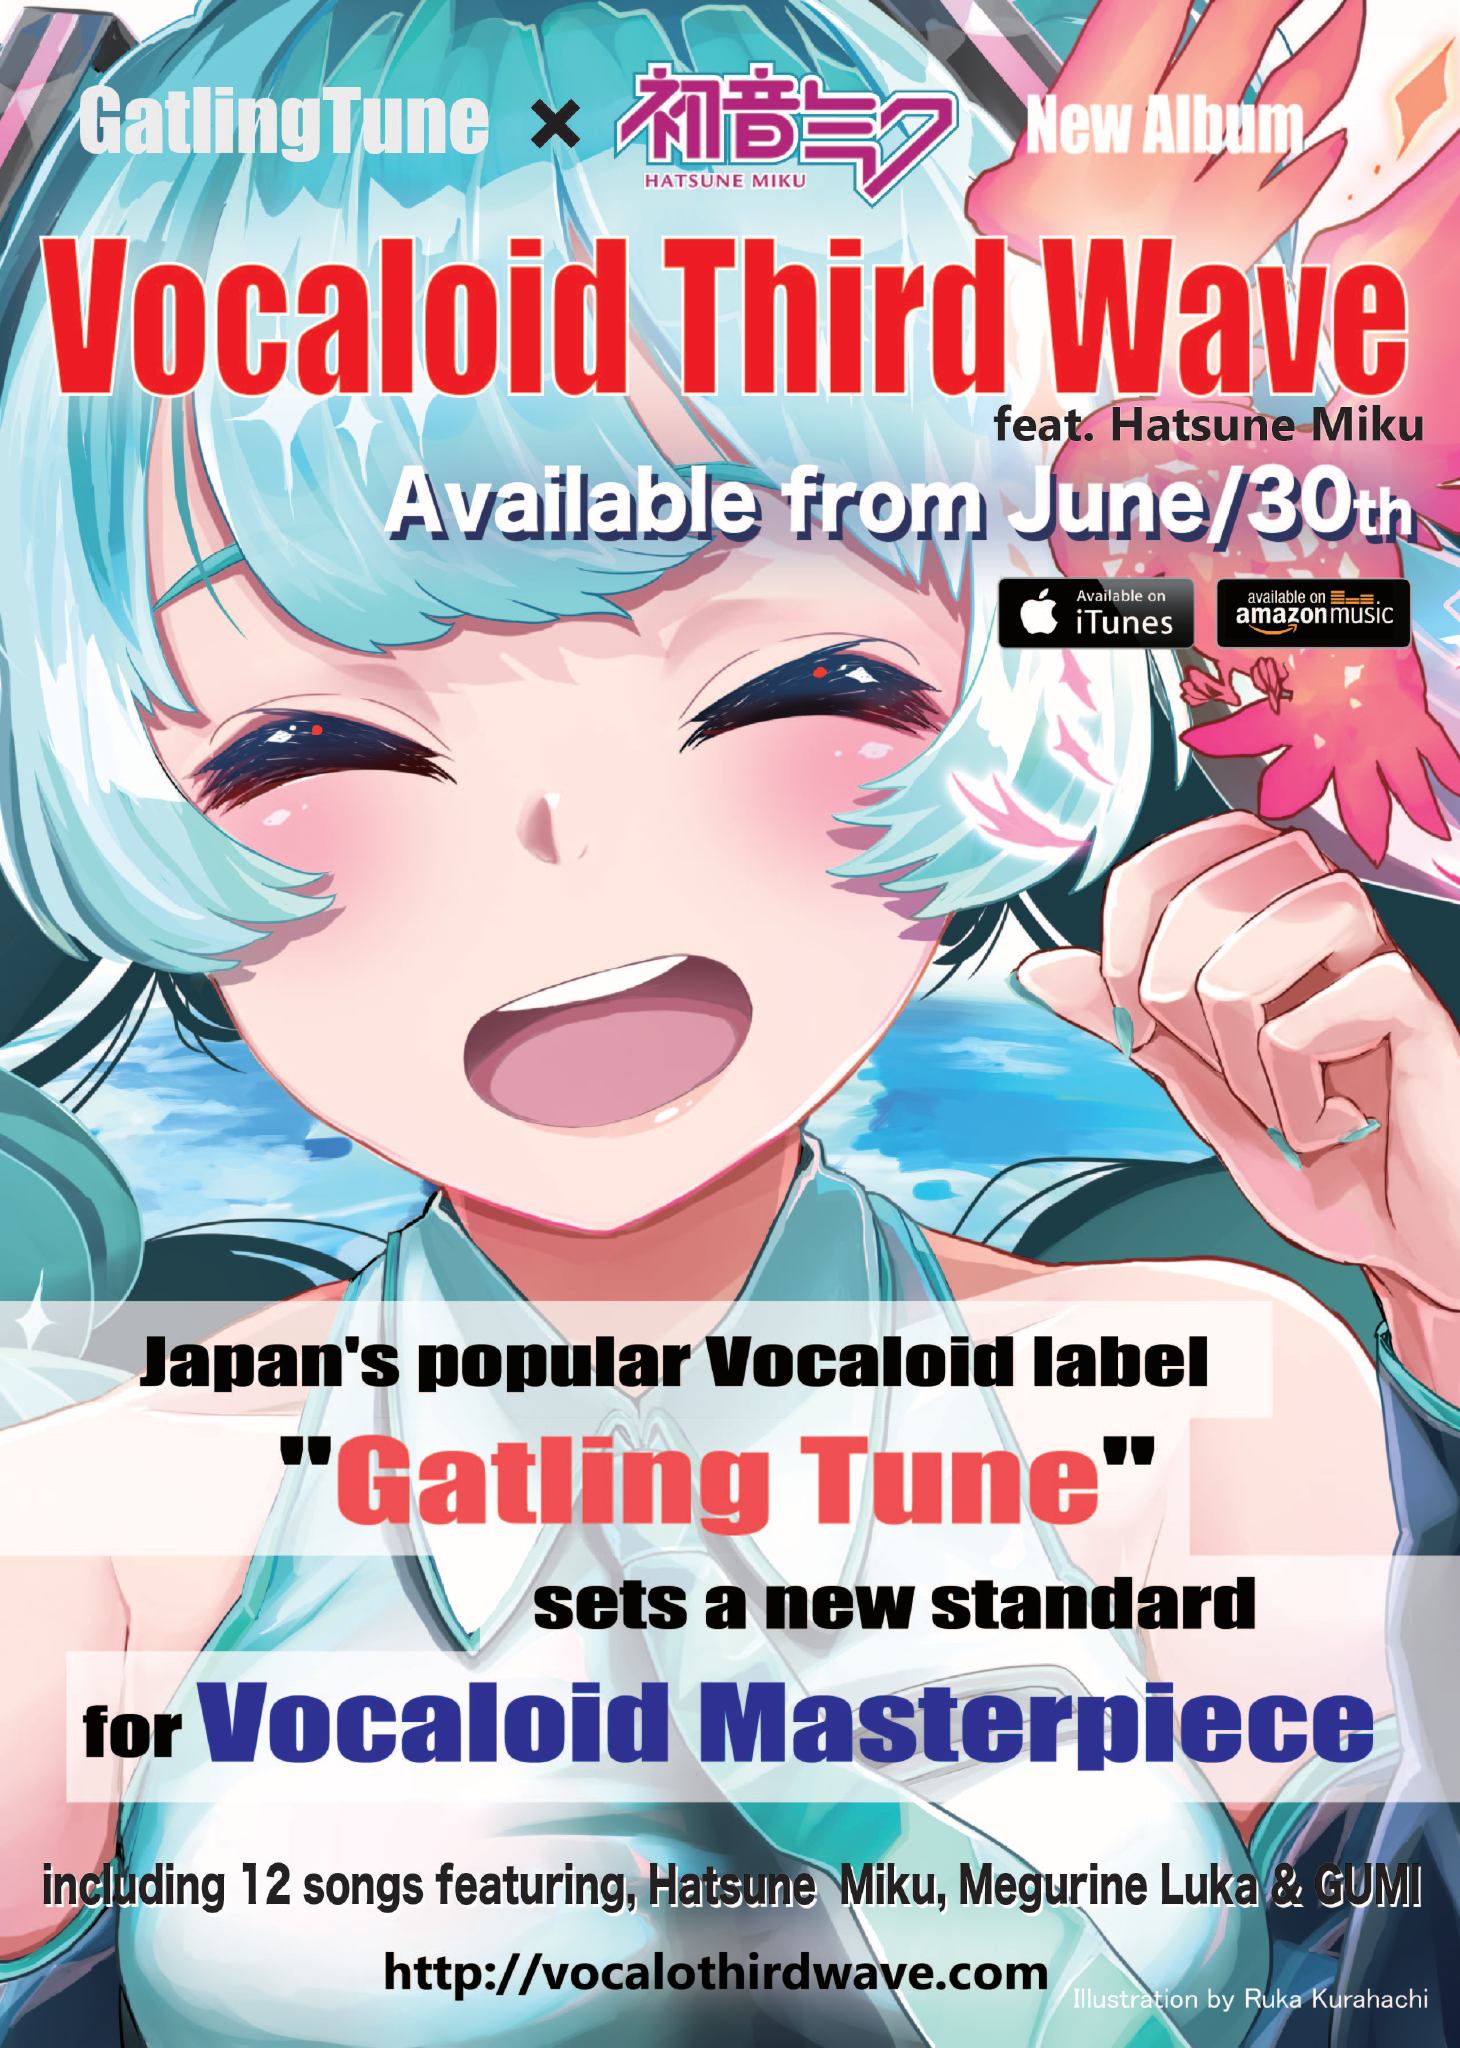 GatlingTune × 初音ミク New Album
HATSUNE MIKU
Vocaloid Third Wave
feat. Hatsune Miku
Available from June/30th
Available on
iTunes
available on
amazon music
Japan's popular Vocaloid label
"Gatling Tune"
sets a new standard
for Vocaloid Masterpiece
including 12 songs featuring, Hatsune Miku, Megurine Luka & GUMI
http://vocalothirdwave.com
Illustration by Ruka Kurahachi